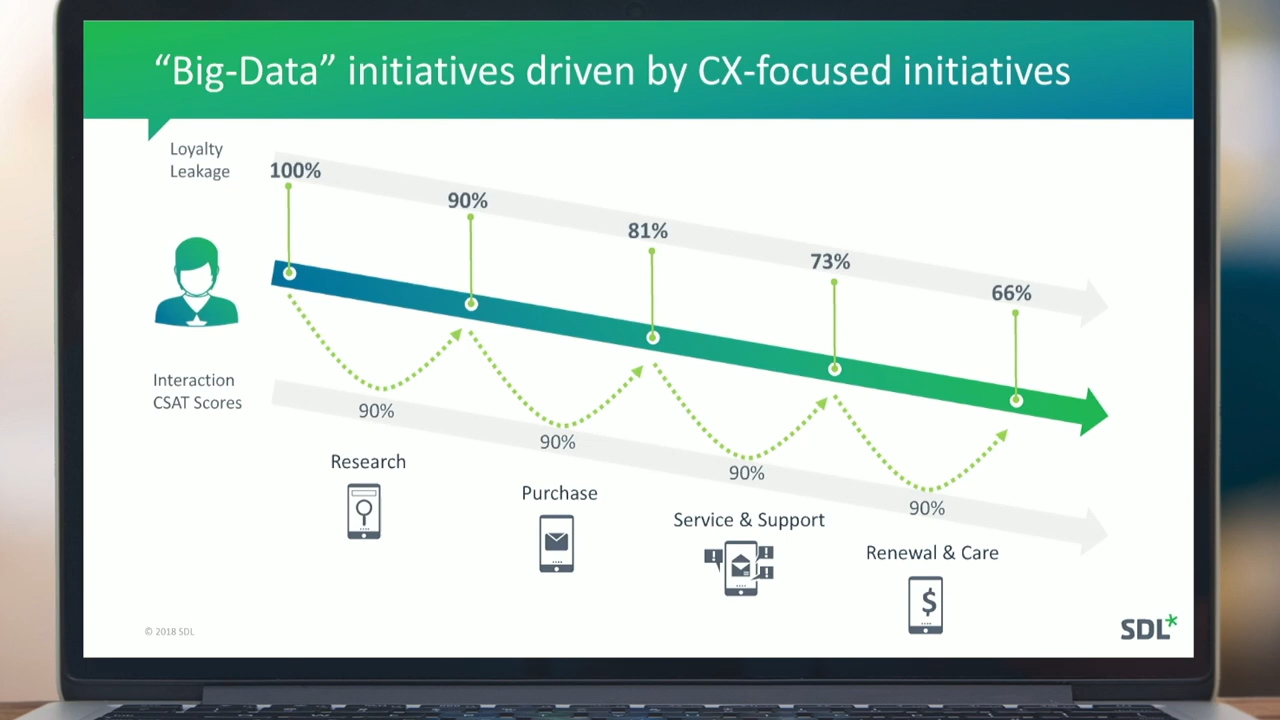 “Big-Data” initiatives driven by CX-focused initiatives
Loyalty
Leakage
100%
90%
81%
73%
66%
Interaction
CSAT Scores
90%
90%
90%
90%
Research
Purchase
Service & Support
Renewal & Care
$
© 2018 SDL
SDL*